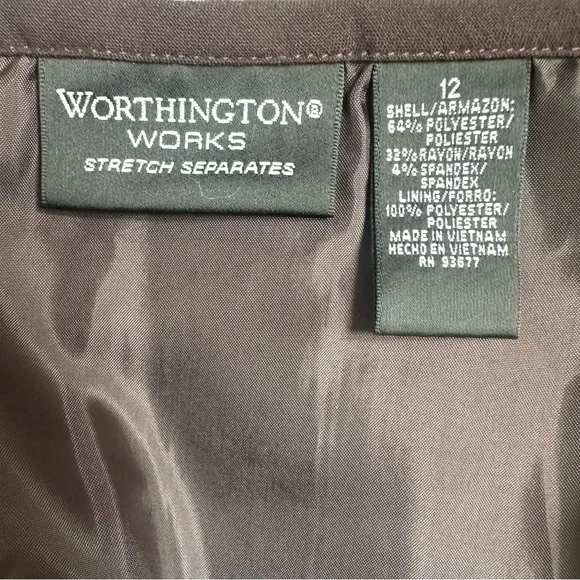 WORTHINGTON®
WORKS
STRETCH SEPARATES
12
SHELL/ARMAZON:
64% POLYESTER/
POLIESTER
32% RAYON/RAYON
4% SPANDEX/
SPANDEX
LINING/FORRO:
100% POLYESTER/
POLIESTER
MADE IN VIETNAM
HECHO EN VIETNAM
RN 93677